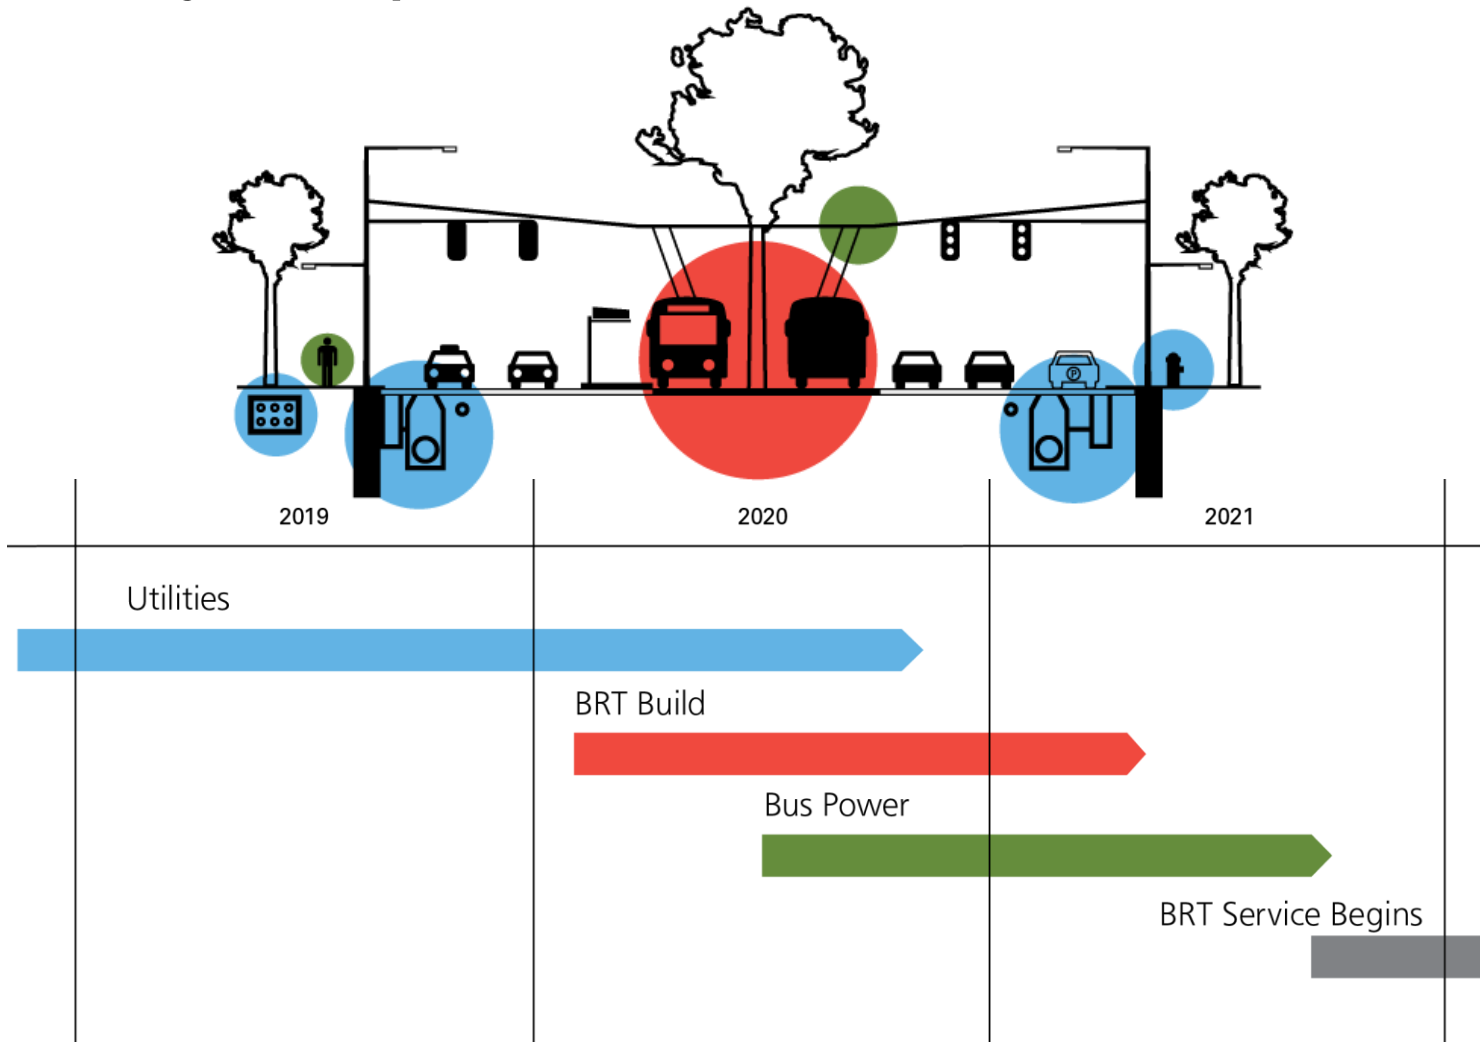 2019
2020
2021
Utilities
BRT Build
Bus Power
BRT Service Begins